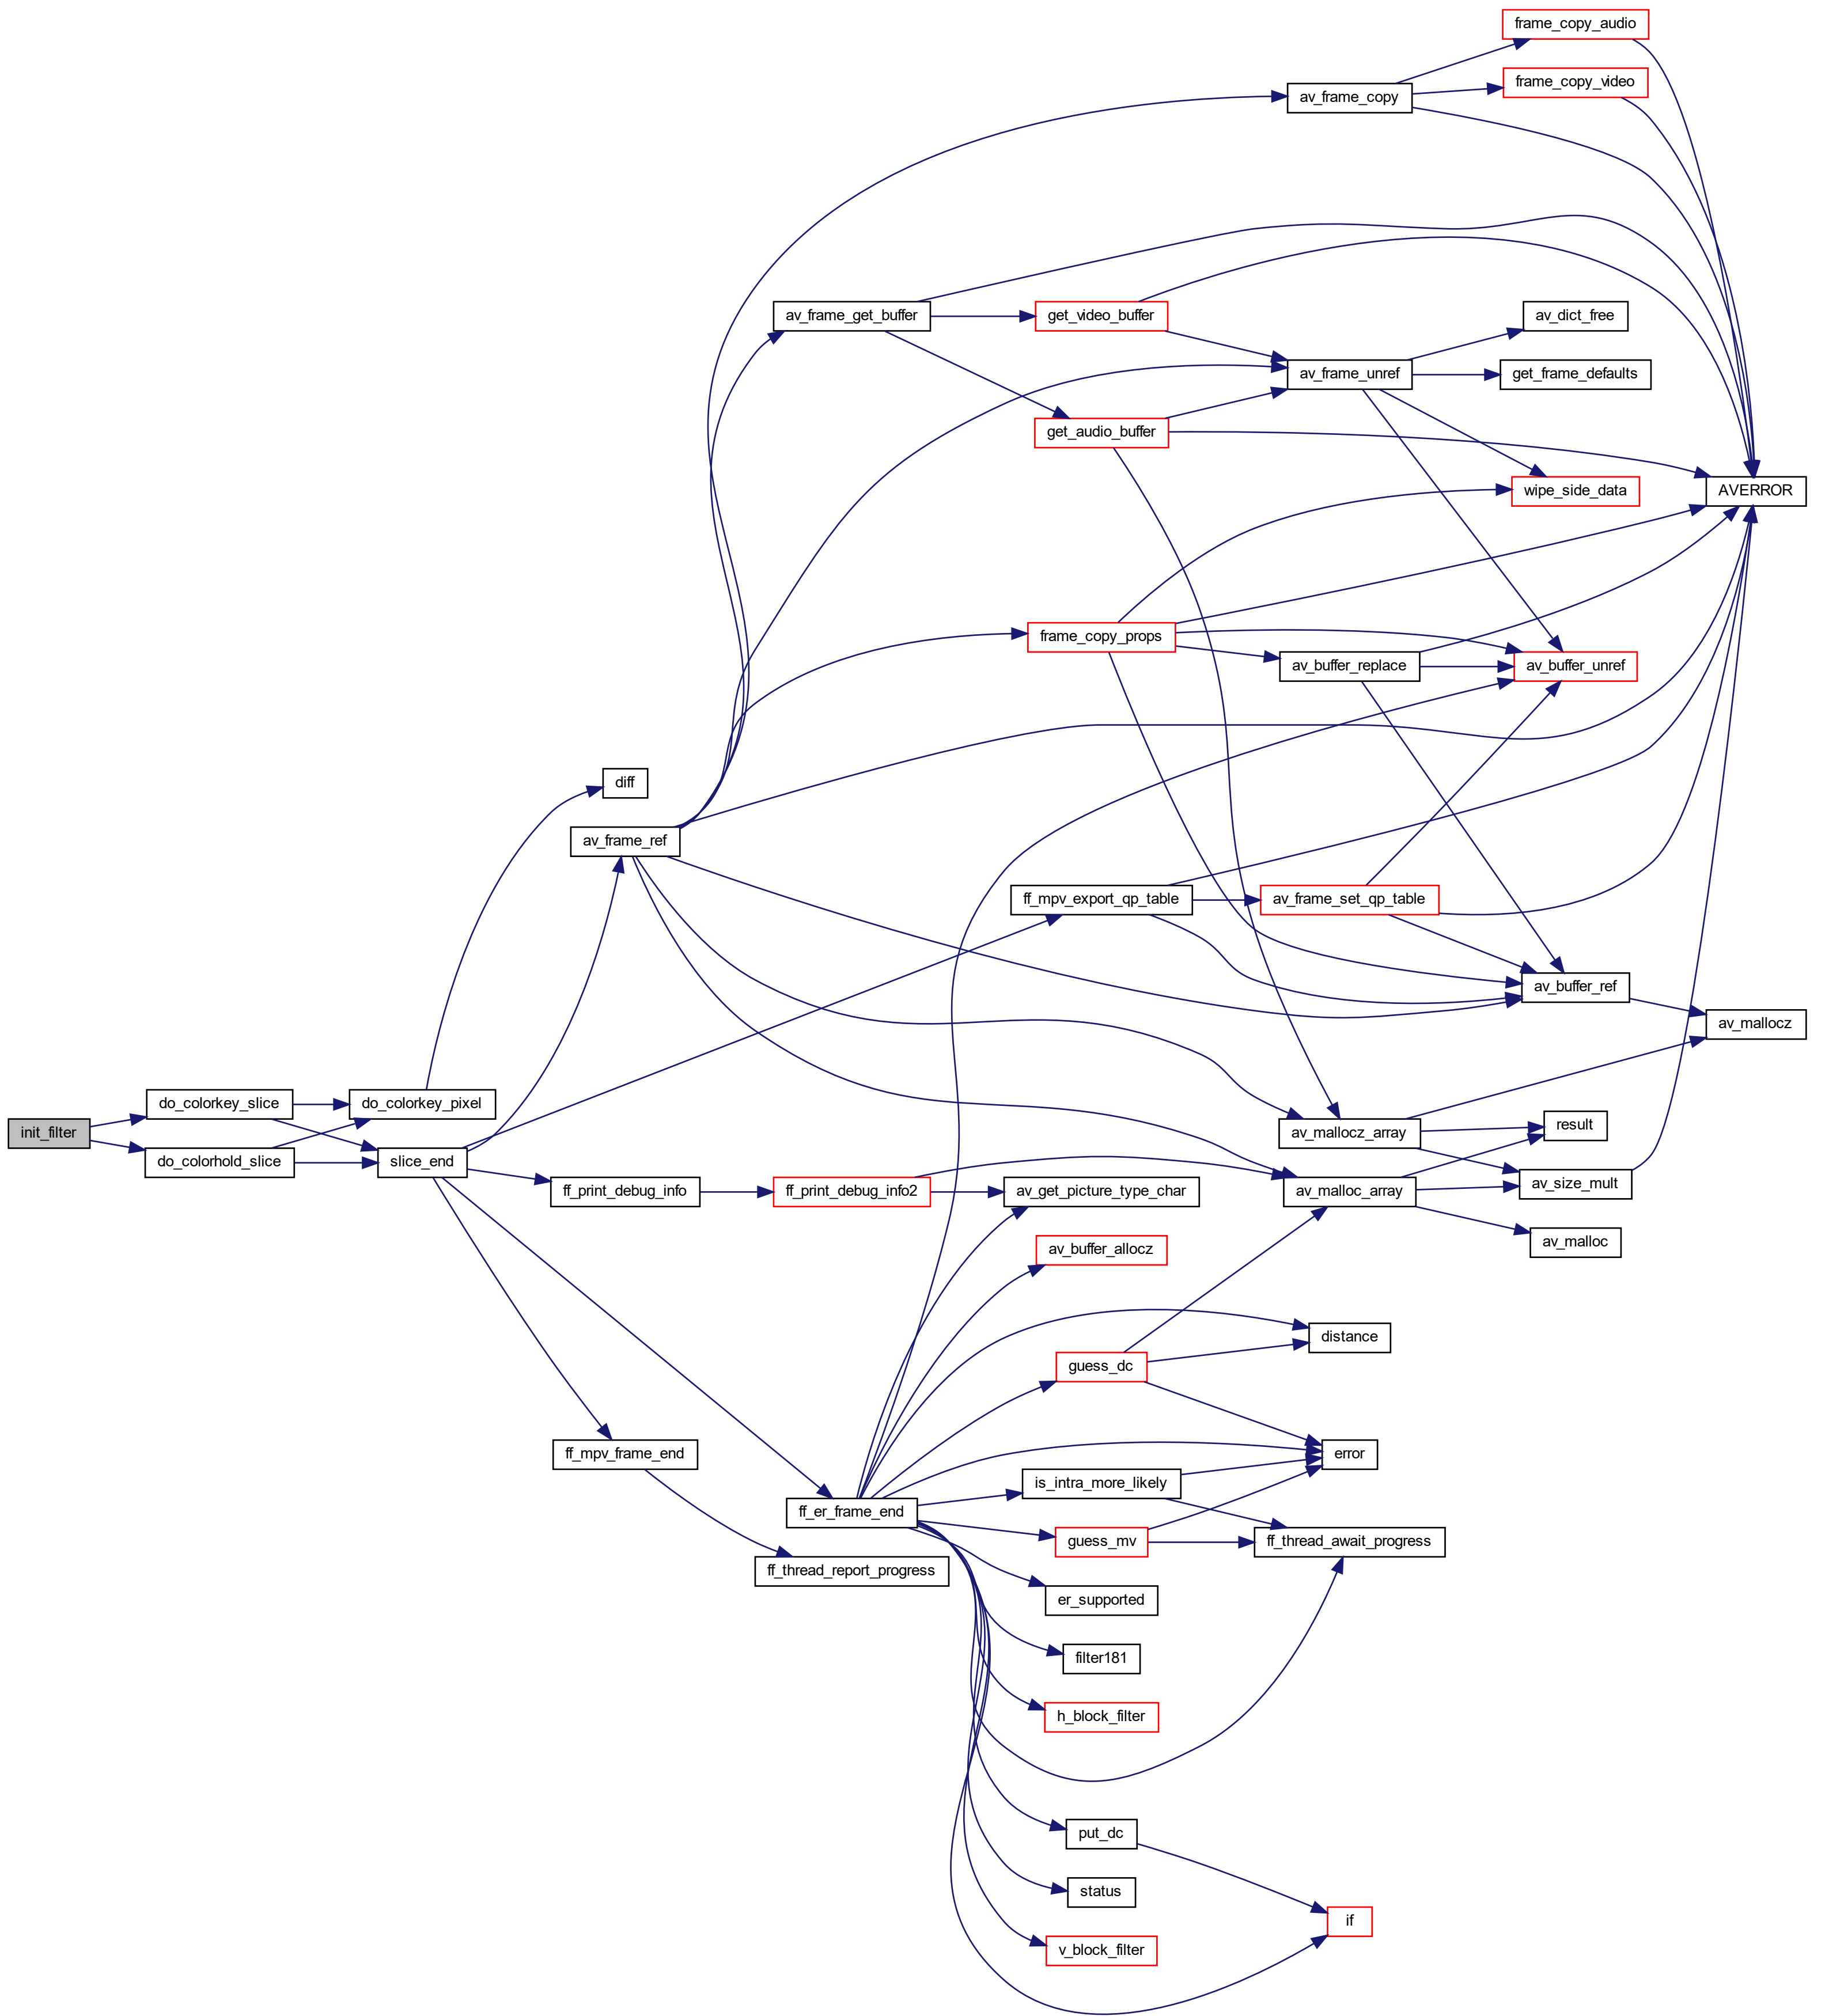 frame_copy_audio
frame_copy_video
av_frame_copy
av_frame_get_buffer
get_video_buffer
av_dict_free
av_frame_unref
get_frame_defaults
get_audio_buffer
wipe_side_data
AVERROR
frame_copy_props
av_buffer_replace
av_buffer_unref
diff
av_frame_ref
ff_mpv_export_qp_table
av_frame_set_qp_table
av_buffer_ref
av_mallocz
do_colorkey_slice
do_colorkey_pixel
init_filter
av_mallocz_array
result
do_colorhold_slice
slice_end
ff_print_debug_info
ff_print_debug_info2
av_get_picture_type_char
av_malloc_array
av_size_mult
av_malloc
av_buffer_allocz
distance
guess_dc
ff_mpv_frame_end
error
is_intra_more_likely
ff_er_frame_end
guess_mv
ff_thread_await_progress
ff_thread_report_progress
er_supported
filter181
h_block_filter
put_dc
status
if
v_block_filter